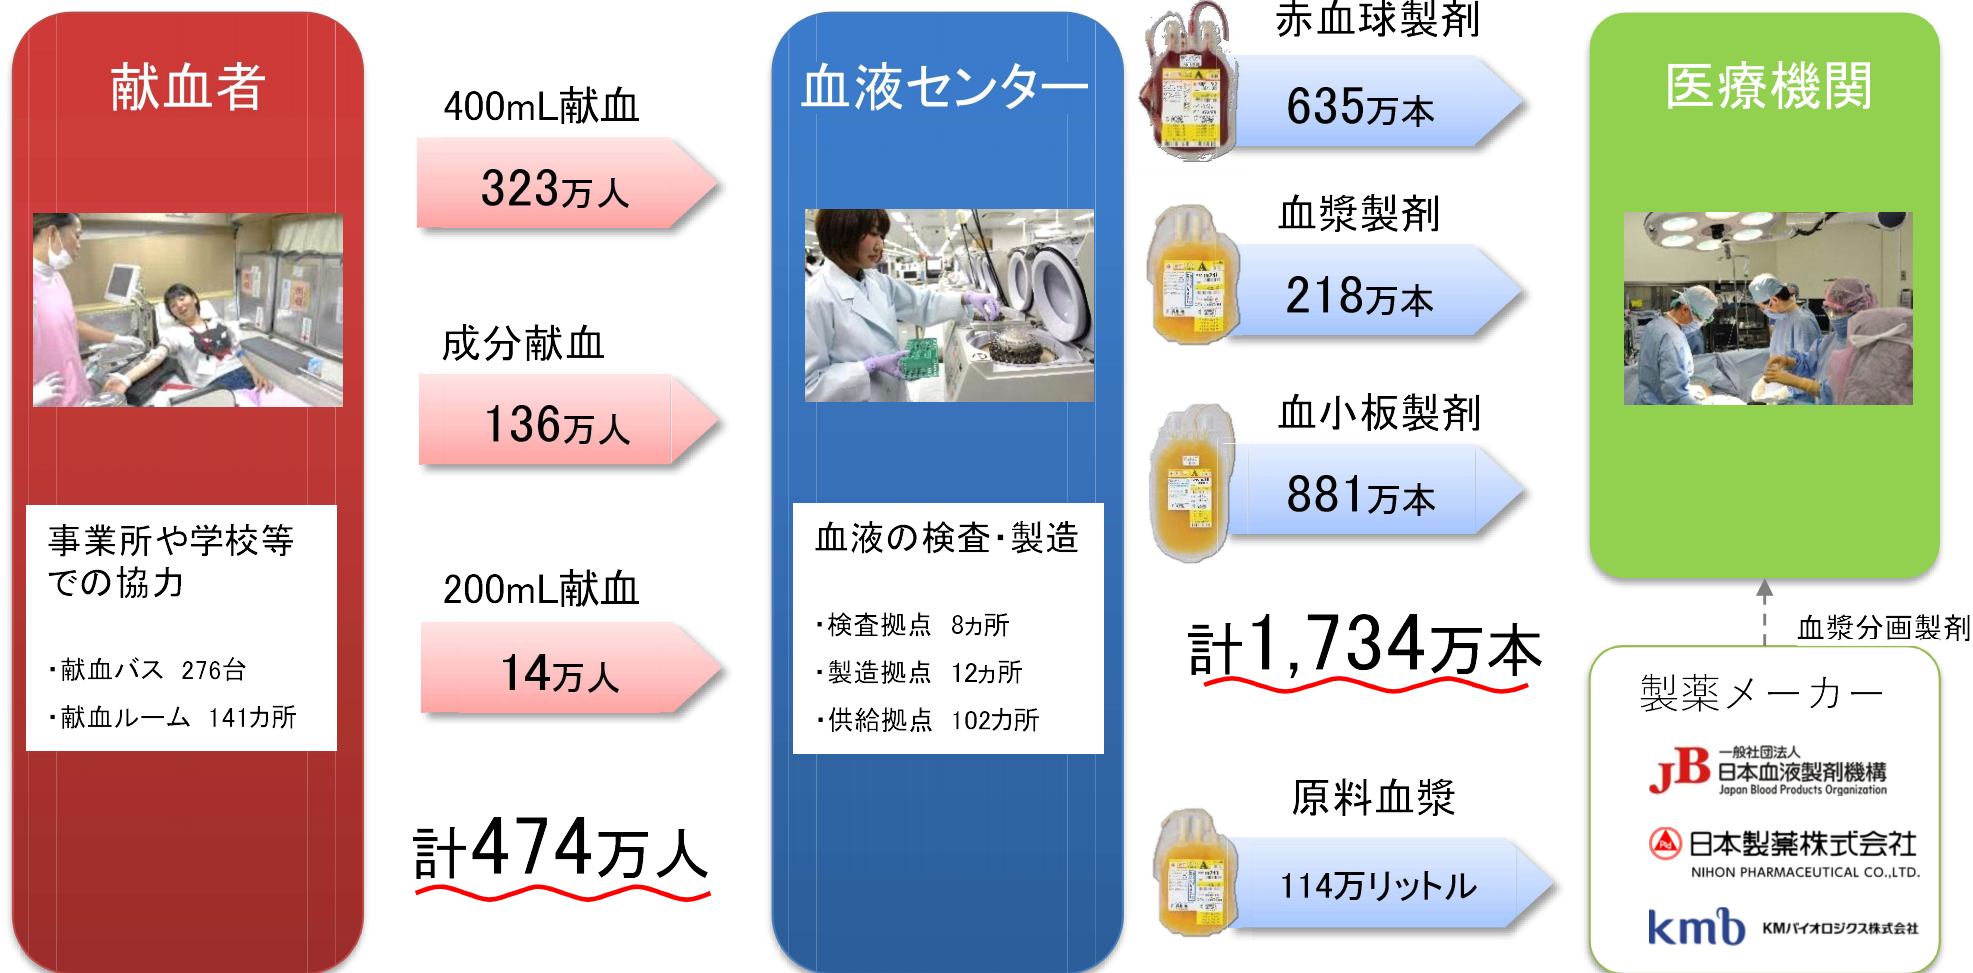 献血者
事業所や学校等
での協力
・献血バス 276台
・献血ルーム 141カ所
400mL献血
323万人
成分献血
136万人
200mL献血
14万人
計474万人
血液センター
血液の検査・製造
・検査拠点 8ヵ所
・製造拠点 12ヵ所
・供給拠点 102カ所
赤血球製剤
635万本
血漿製剤
218万本
血小板製剤
881万本
計1,734万本
原料血漿
114万リットル
医療機関
血漿分画製剤
製薬メーカー
JB
一般社団法人
日本血液製剤機構
Japan Blood Products Organization
日本製薬株式会社
NIHON PHARMACEUTICAL CO.,LTD.
kmb KMバイオロジクス株式会社